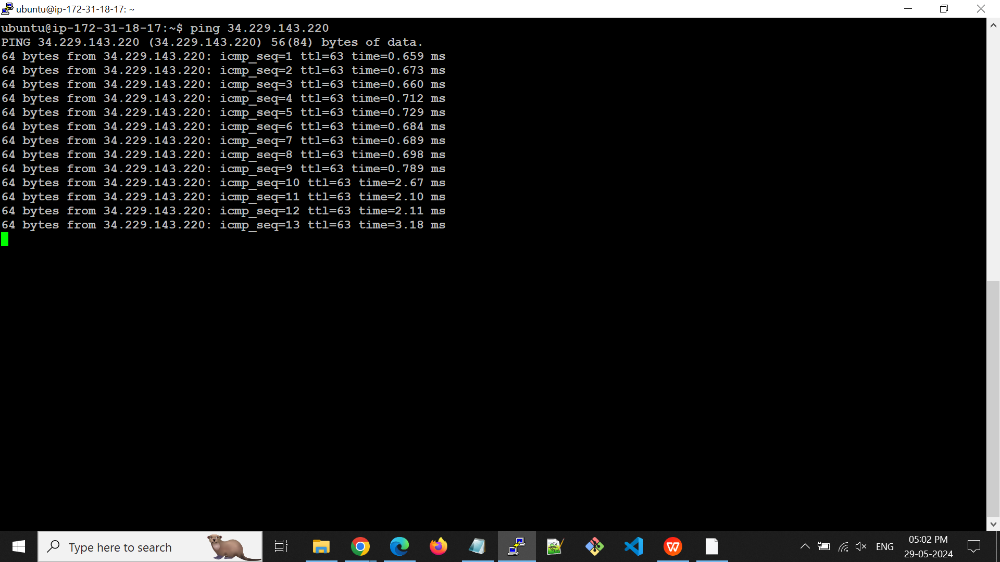 ubuntu@ip-172-31-18-17: ~
ubuntu@ip-172-31-18-17:~$ ping 34.229.143.220
PING 34.229.143.220 (34.229.143.220) 56(84) bytes of data.
64 bytes from 34.229.143.220: icmp_seq=1 ttl=63 time=0.659 ms
64 bytes from 34.229.143.220: icmp_seq=2 ttl=63 time=0.673 ms
64 bytes from 34.229.143.220: icmp_seq=3 ttl=63 time=0.660 ms
64 bytes from 34.229.143.220: icmp_seq=4 ttl=63 time=0.712 ms
64 bytes from 34.229.143.220: icmp_seq=5 ttl=63 time=0.729 ms
64 bytes from 34.229.143.220: icmp_seq=6 ttl=63 time=0.684 ms
64 bytes from 34.229.143.220: icmp_seq=7 ttl=63 time=0.689 ms
64 bytes from 34.229.143.220: icmp_seq=8 ttl=63 time=0.698 ms
64 bytes from 34.229.143.220: icmp_seq=9 ttl=63 time=0.789 ms
64 bytes from 34.229.143.220: icmp_seq=10 ttl=63 time=2.67 ms
64 bytes from 34.229.143.220: icmp_seq=11 ttl=63 time=2.10 ms
64 bytes from 34.229.143.220: icmp_seq=12 ttl=63 time=2.11 ms
64 bytes from 34.229.143.220: icmp_seq=13 ttl=63 time=3.18 ms
Type here to search
ENG
05:02 PM
29-05-2024